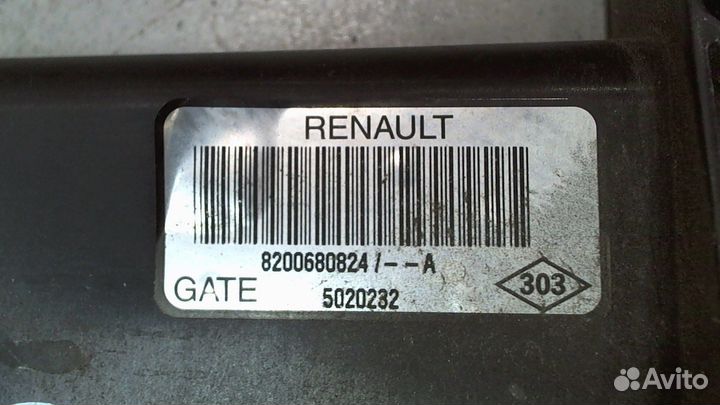 RENAULT
8200680824/--A
GATE
5020232
303
Avito